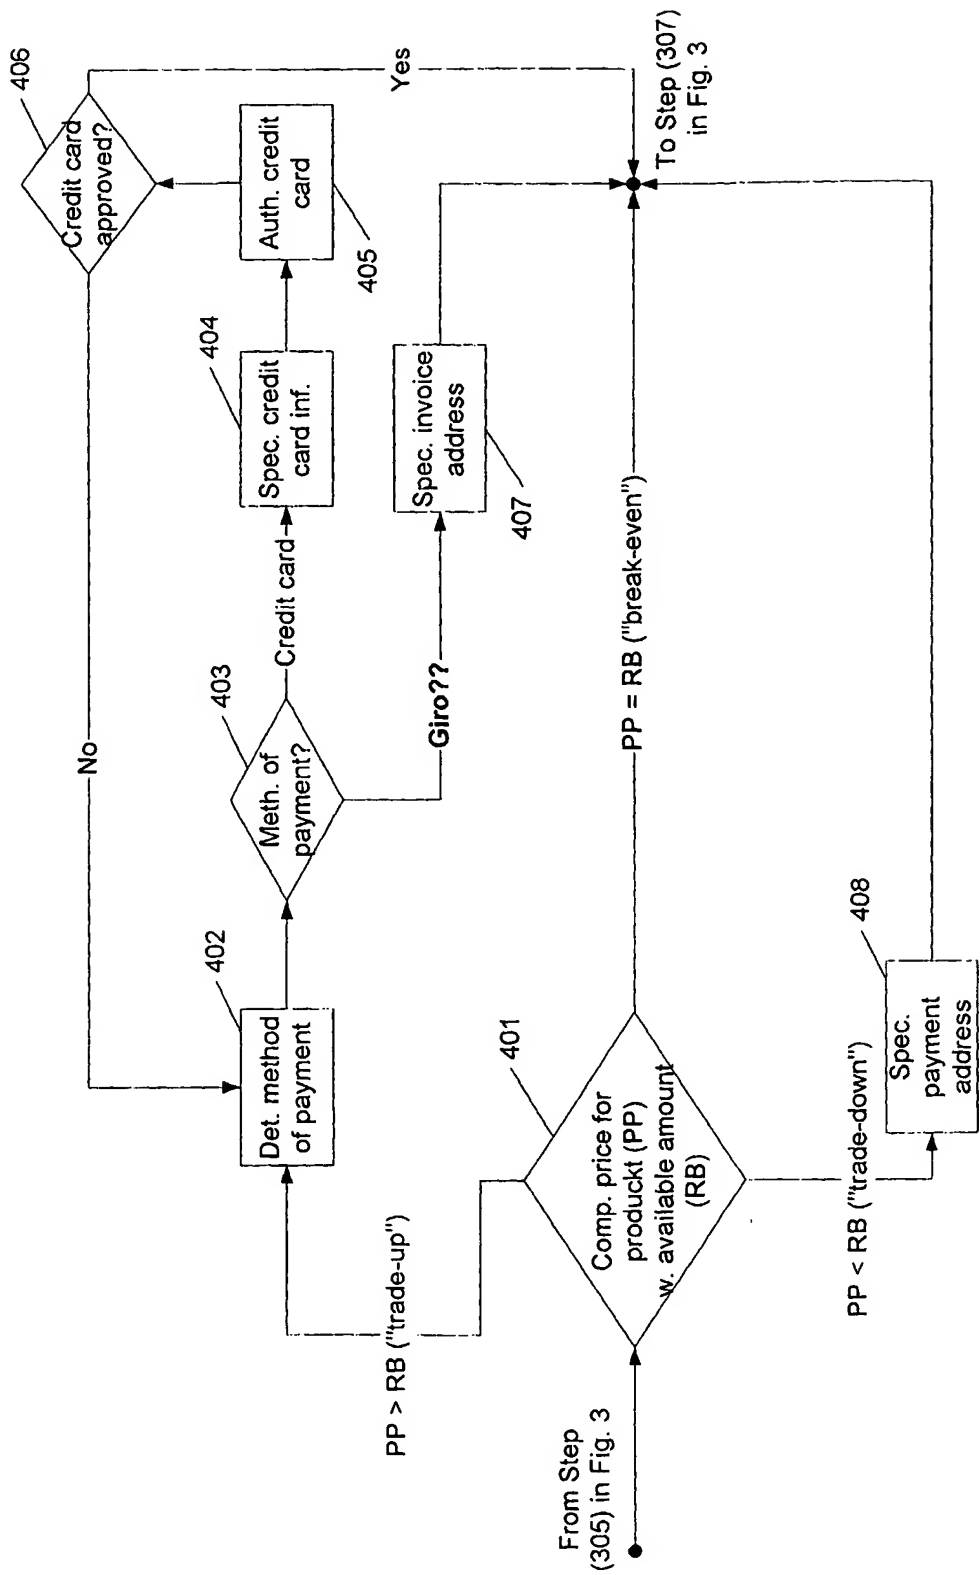 From Step
(305) in Fig. 3
Comp. price for
produckt (PP)
w. available amount
(RB)
401
PP > RB ("trade-up")
Det. method
of payment
402
Meth. of
payment?
403
Credit card
Spec. credit
card inf.
404
Auth. credit
card
405
Credit card
approved?
406
No
Yes
Giro??
Spec. invoice
address
407
PP = RB ("break-even")
PP < RB ("trade-down")
Spec.
payment
address
408
To Step (307)
in Fig. 3